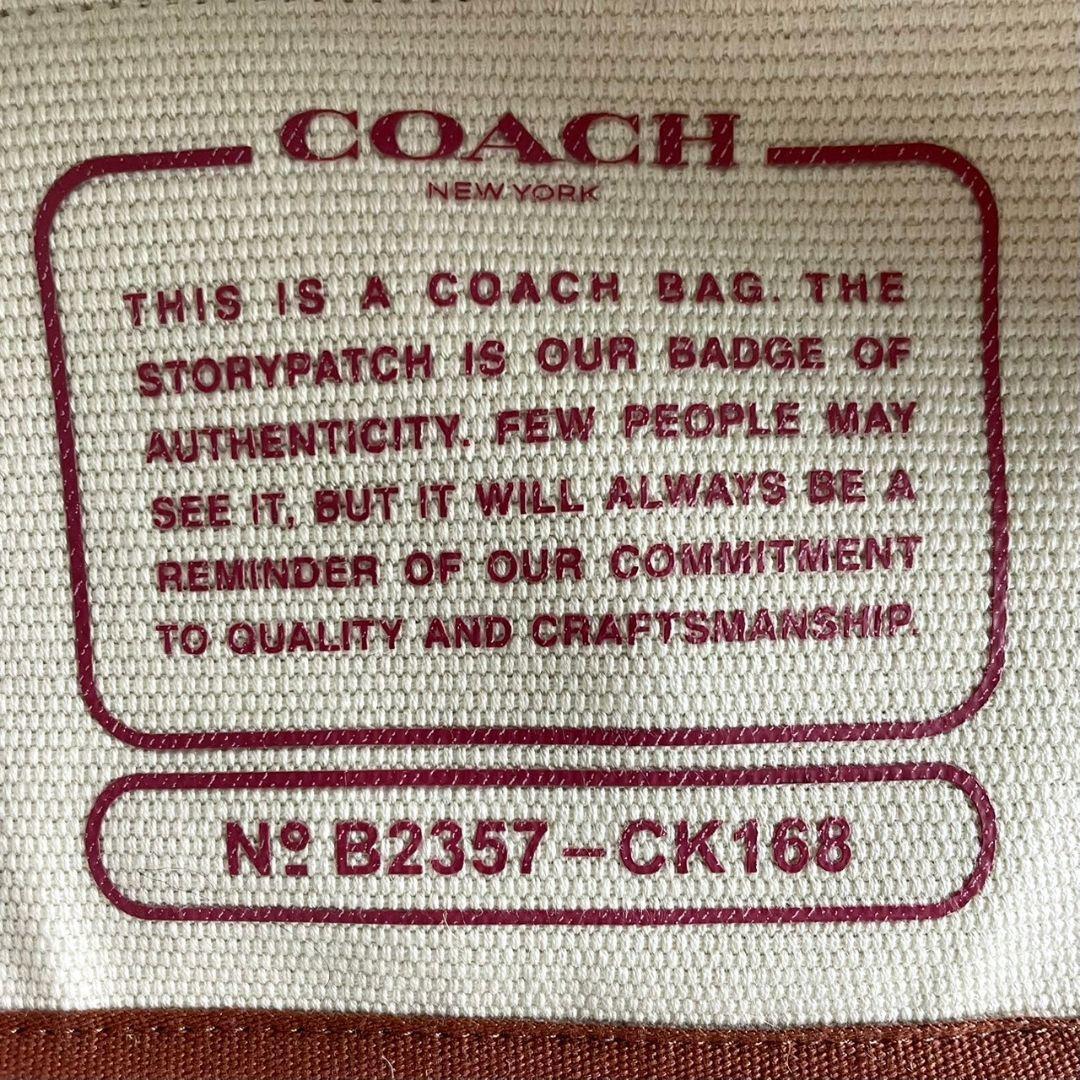 COACH
NEW YORK
THIS IS A COACH BAG. THE
STORYPATCH IS OUR BADGE OF
AUTHENTICITY. FEW PEOPLE MAY
SEE IT, BUT IT WILL ALWAYS BE A
REMINDER OF OUR COMMITMENT
TO QUALITY AND CRAFTSMANSHIP.
Nº B2357–CK168